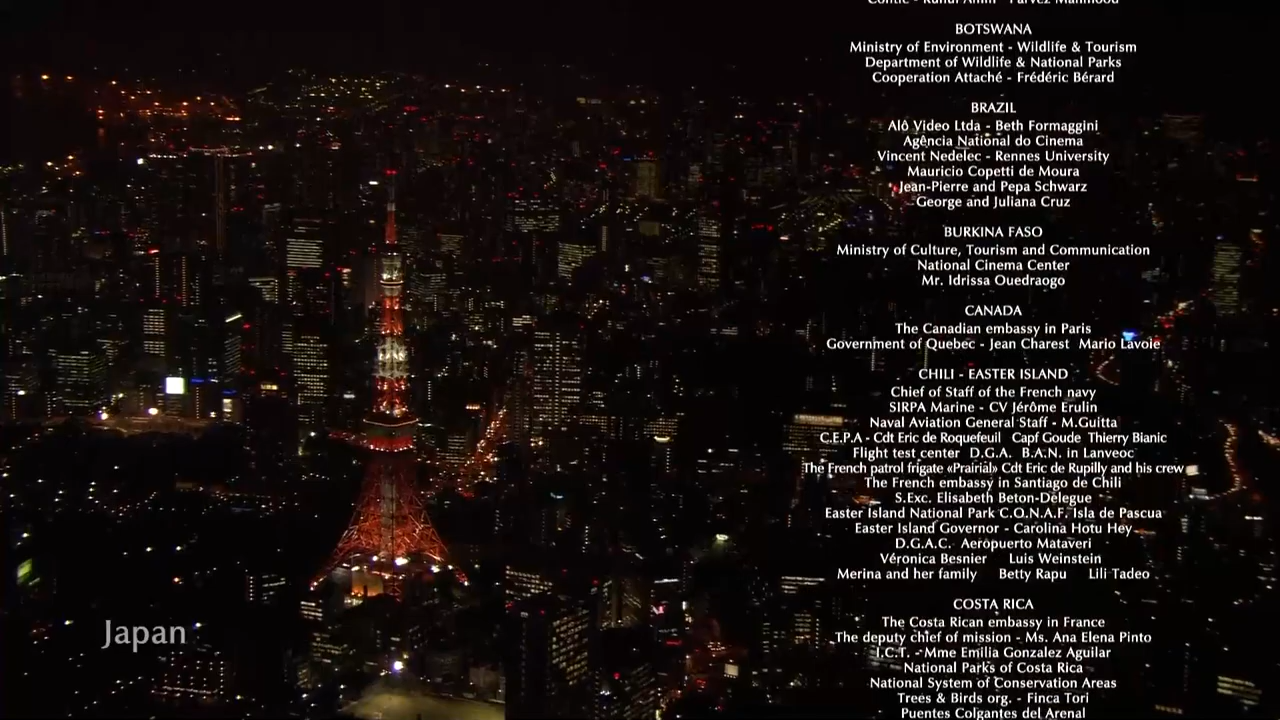 BOTSWANA
Ministry of Environment - Wildlife & Tourism
Department of Wildlife & National Parks
Cooperation Attaché - Frédéric Bérard
BRAZIL
Alô Video Ltda - Beth Formaggini
Agência National do Cinema
Vincent Nedelec - Rennes University
Mauricio Copetti de Moura
Jean-Pierre and Pepa Schwarz
George and Juliana Cruz
BURKINA FASO
Ministry of Culture, Tourism and Communication
National Cinema Center
Mr. Idrissa Ouedraogo
CANADA
The Canadian embassy in Paris
Government of Quebec - Jean Charest Mario Lavoie
CHILI - EASTER ISLAND
Chief of Staff of the French navy
SIRPA Marine - CV Jérôme Erulin
Naval Aviation General Staff - M.Guitta
C.E.P.A - Cdt Eric de Roquefeuil Capf Goude Thierry Bianic
Flight test center D.G.A. B.A.N. in Lanveoc
The French patrol frigate «Prairial» Cdt Eric de Rupilly and his crew
The French embassy in Santiago de Chili
S.Exc. Elisabeth Beton-Delegue
Easter Island National Park C.O.N.A.F. Isla de Pascua
Easter Island Governor - Carolina Hotu Hey
D.G.A.C. Aeropuerto Mataveri
Véronica Besnier Luis Weinstein
Merina and her family Betty Rapu Lili Tadeo
COSTA RICA
The Costa Rican embassy in France
The deputy chief of mission - Ms. Ana Elena Pinto
I.C.T. - Mme Emilia Gonzalez Aguilar
National Parks of Costa Rica
National System of Conservation Areas
Trees & Birds org. - Finca Tori
Puentes Colgantes del Arenal
Japan